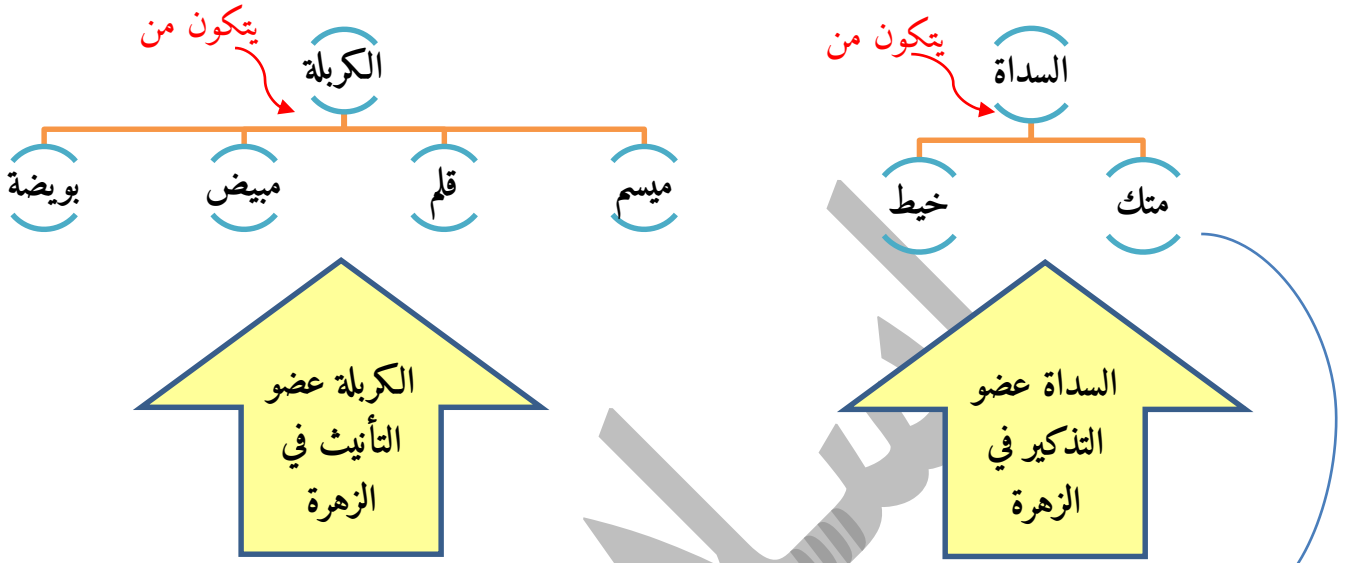 يتكون من
السداة
متك
خيط
السداة عضو
التذكير في
الزهرة
يتكون من
الكربلة
ميسم
قلم
مبيض
بويضة
الكربلة عضو
التأنيث في
الزهرة